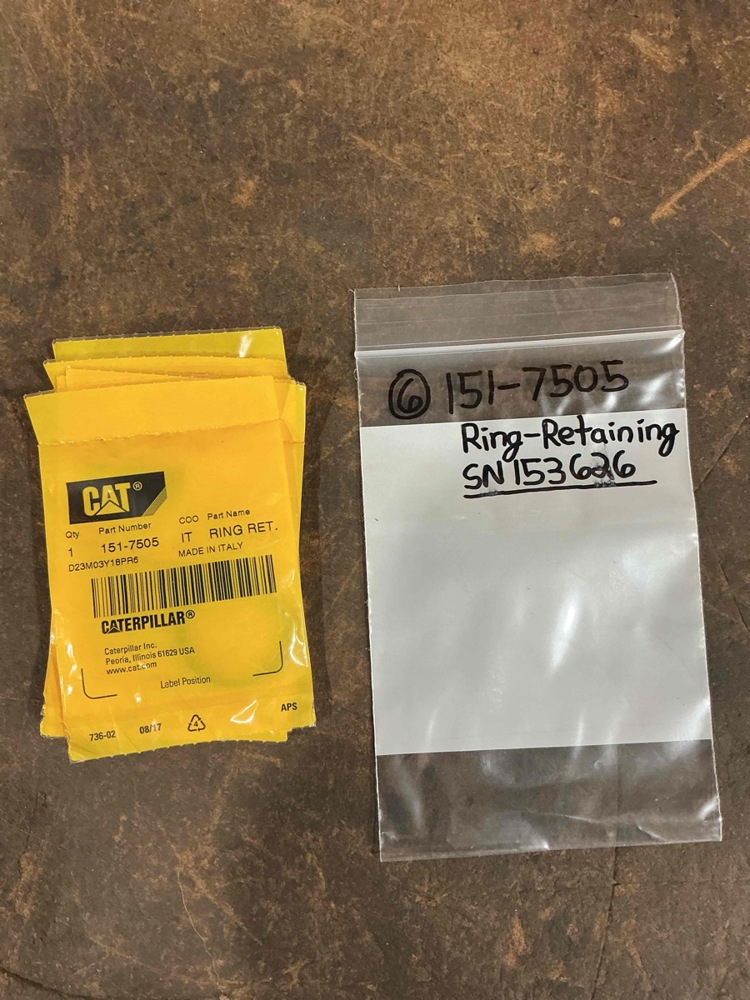 CAT®
Qty Part Number COO Part Name
1 151-7505 IT RING RET.
D23M03Y18PR6 MADE IN ITALY
CATERPILLAR®
Caterpillar Inc.
Peoria, Illinois 61629 USA
www.cat.com
Label Position
APS
736-02 08/17 4
6 151-7505
Ring-Retaining
SN153626